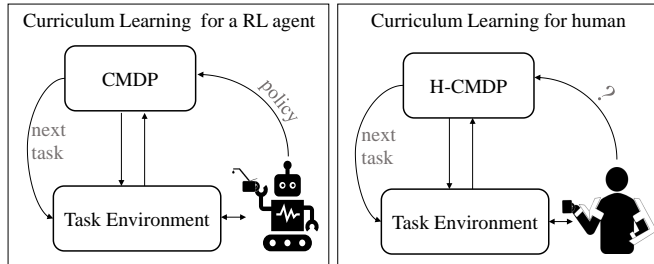 Curriculum Learning for a RL agent
CMDP
policy
next
task
Task Environment
Curriculum Learning for human
H-CMDP
?
next
task
Task Environment